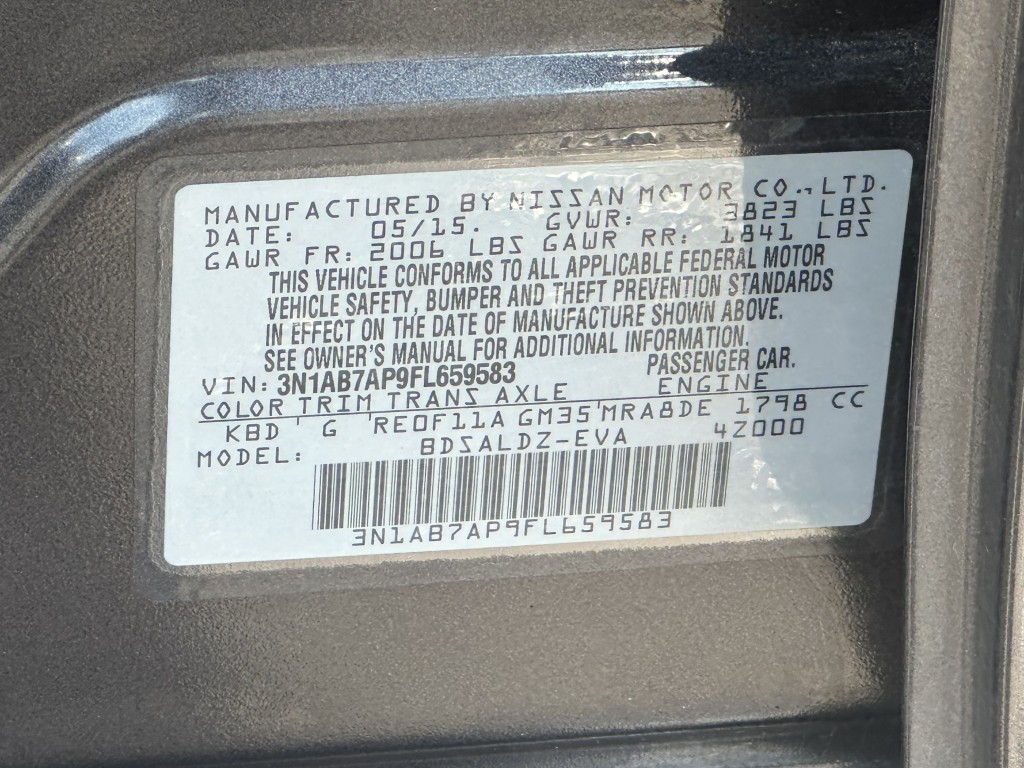 MANUFACTURED BY NISSAN MOTOR CO.,LTD.
DATE: 05/15. GVWR: 3823 LBS
GAWR FR: 2006 LBS GAWR RR: 1841 LBS
THIS VEHICLE CONFORMS TO ALL APPLICABLE FEDERAL MOTOR
VEHICLE SAFETY, BUMPER AND THEFT PREVENTION STANDARDS
IN EFFECT ON THE DATE OF MANUFACTURE SHOWN ABOVE.
SEE OWNER'S MANUAL FOR ADDITIONAL INFORMATION.
VIN: 3N1AB7AP9FL659583 PASSENGER CAR.
COLOR TRIM TRANS AXLE ENGINE
KBD G RE0F11A GM35 MRA8DE 1798 CC
MODEL: BDSALDZ-EVA 4Z000
3N1AB7AP9FL659583